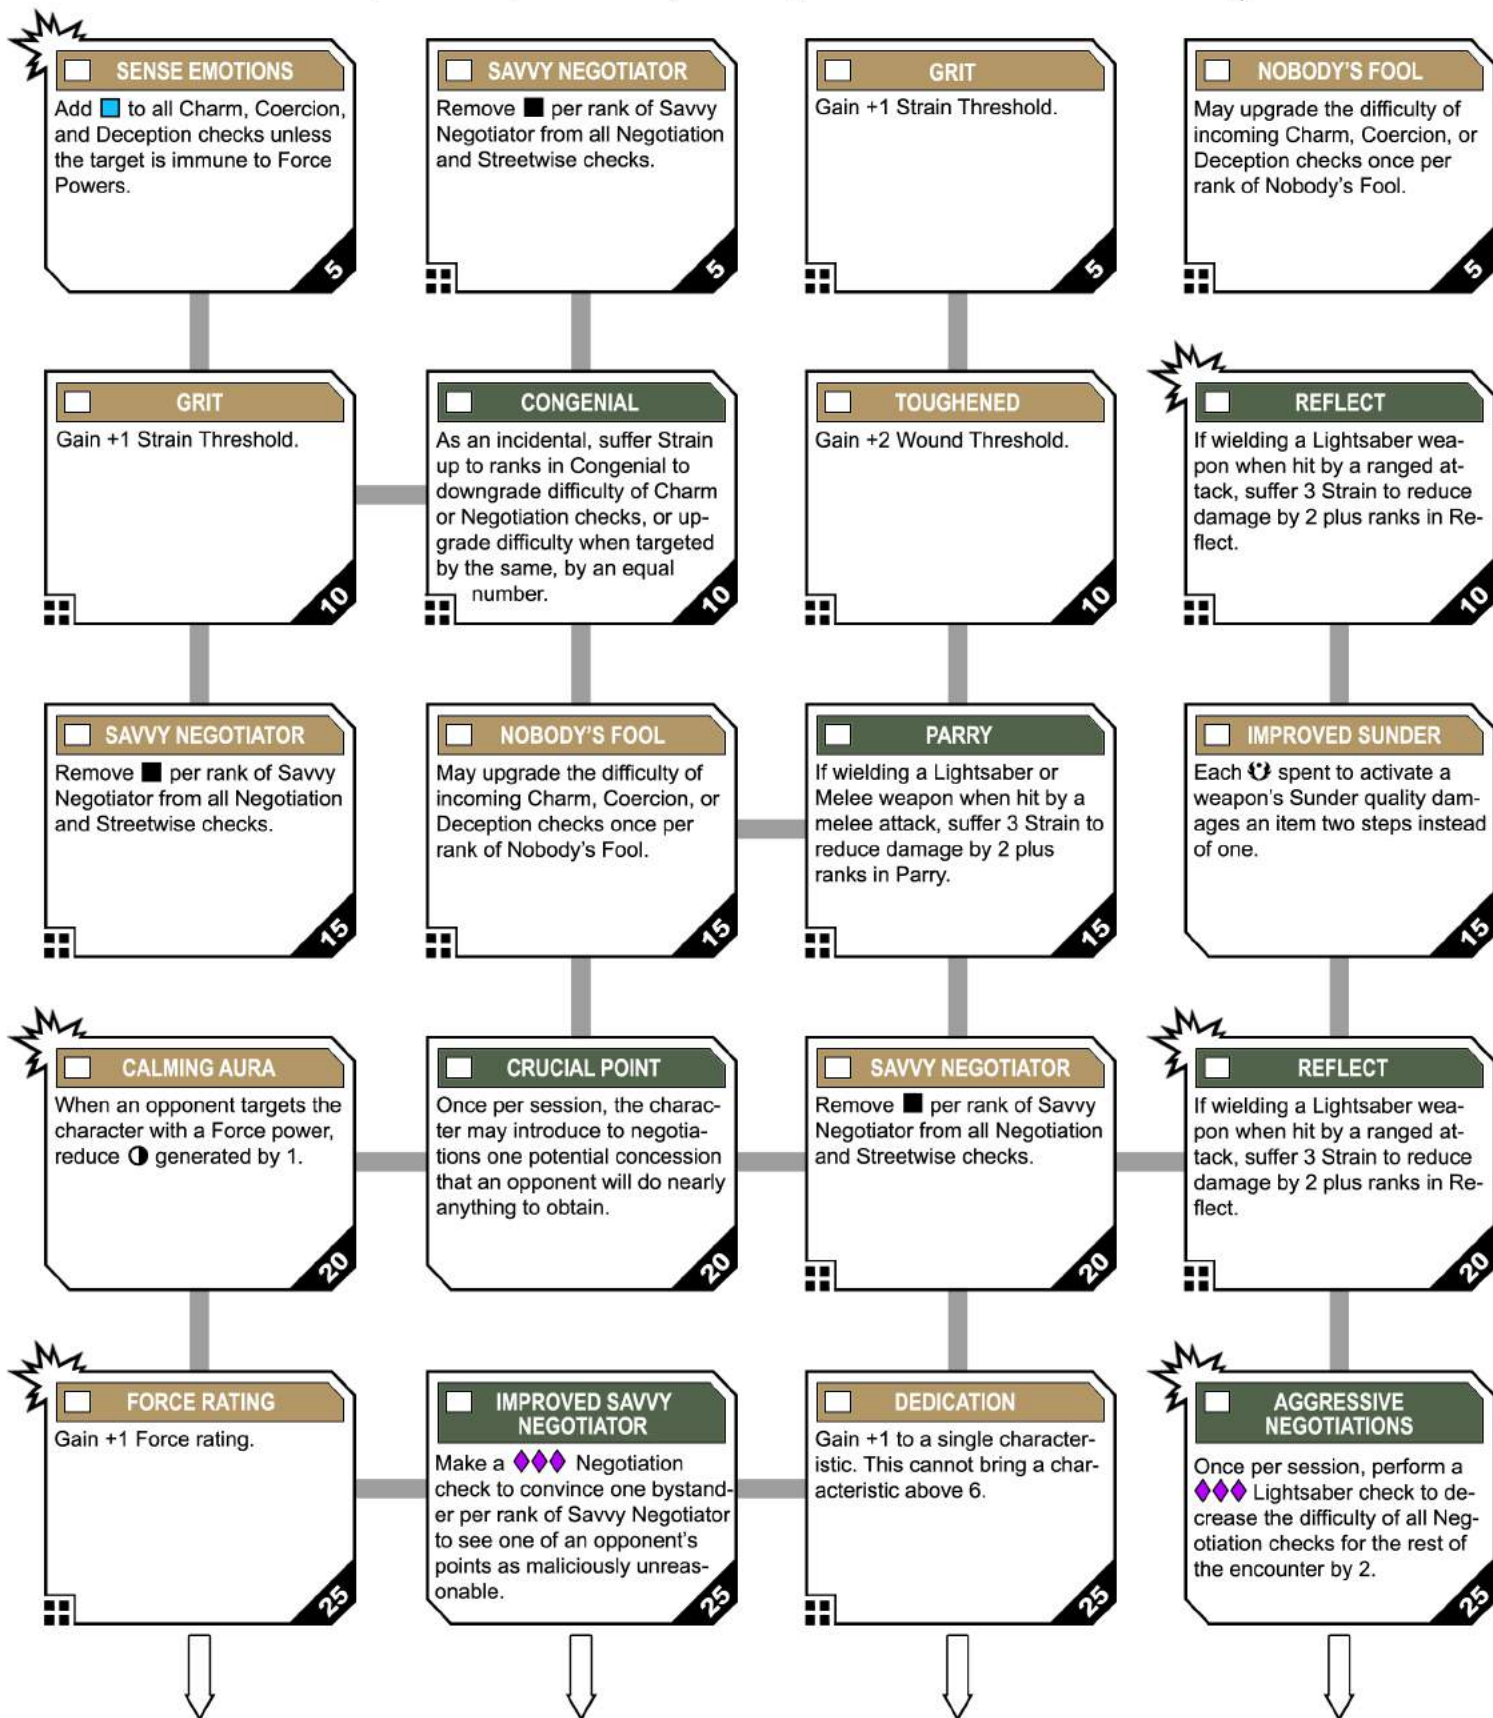 SENSE EMOTIONS
Add to all Charm, Coercion,
and Deception checks unless
the target is immune to Force
Powers.
5
SAVVY NEGOTIATOR
Remove per rank of Savvy
Negotiator from all Negotiation
and Streetwise checks.
5
GRIT
Gain +1 Strain Threshold.
5
NOBODY'S FOOL
May upgrade the difficulty of
incoming Charm, Coercion, or
Deception checks once per
rank of Nobody's Fool.
5
GRIT
Gain +1 Strain Threshold.
10
CONGENIAL
As an incidental, suffer Strain
up to ranks in Congenial to
downgrade difficulty of Charm
or Negotiation checks, or up-
grade difficulty when targeted
by the same, by an equal
number.
10
TOUGHENED
Gain +2 Wound Threshold.
10
REFLECT
If wielding a Lightsaber wea-
pon when hit by a ranged at-
tack, suffer 3 Strain to reduce
damage by 2 plus ranks in Re-
flect.
10
SAVVY NEGOTIATOR
Remove per rank of Savvy
Negotiator from all Negotiation
and Streetwise checks.
15
NOBODY'S FOOL
May upgrade the difficulty of
incoming Charm, Coercion, or
Deception checks once per
rank of Nobody's Fool.
15
PARRY
If wielding a Lightsaber or
Melee weapon when hit by a
melee attack, suffer 3 Strain to
reduce damage by 2 plus
ranks in Parry.
15
IMPROVED SUNDER
Each spent to activate a
weapon's Sunder quality dam-
ages an item two steps instead
of one.
15
CALMING AURA
When an opponent targets the
character with a Force power,
reduce generated by 1.
20
CRUCIAL POINT
Once per session, the charac-
ter may introduce to negotia-
tions one potential concession
that an opponent will do nearly
anything to obtain.
20
SAVVY NEGOTIATOR
Remove per rank of Savvy
Negotiator from all Negotiation
and Streetwise checks.
20
REFLECT
If wielding a Lightsaber wea-
pon when hit by a ranged at-
tack, suffer 3 Strain to reduce
damage by 2 plus ranks in Re-
flect.
20
FORCE RATING
Gain +1 Force rating.
25
IMPROVED SAVVY
NEGOTIATOR
Make a Negotiation
check to convince one bystand-
er per rank of Savvy Negotiator
to see one of an opponent's
points as maliciously unreas-
onable.
25
DEDICATION
Gain +1 to a single character-
istic. This cannot bring a char-
acteristic above 6.
25
AGGRESSIVE
NEGOTIATIONS
Once per session, perform a
Lightsaber check to de-
crease the difficulty of all Neg-
otiation checks for the rest of
the encounter by 2.
25